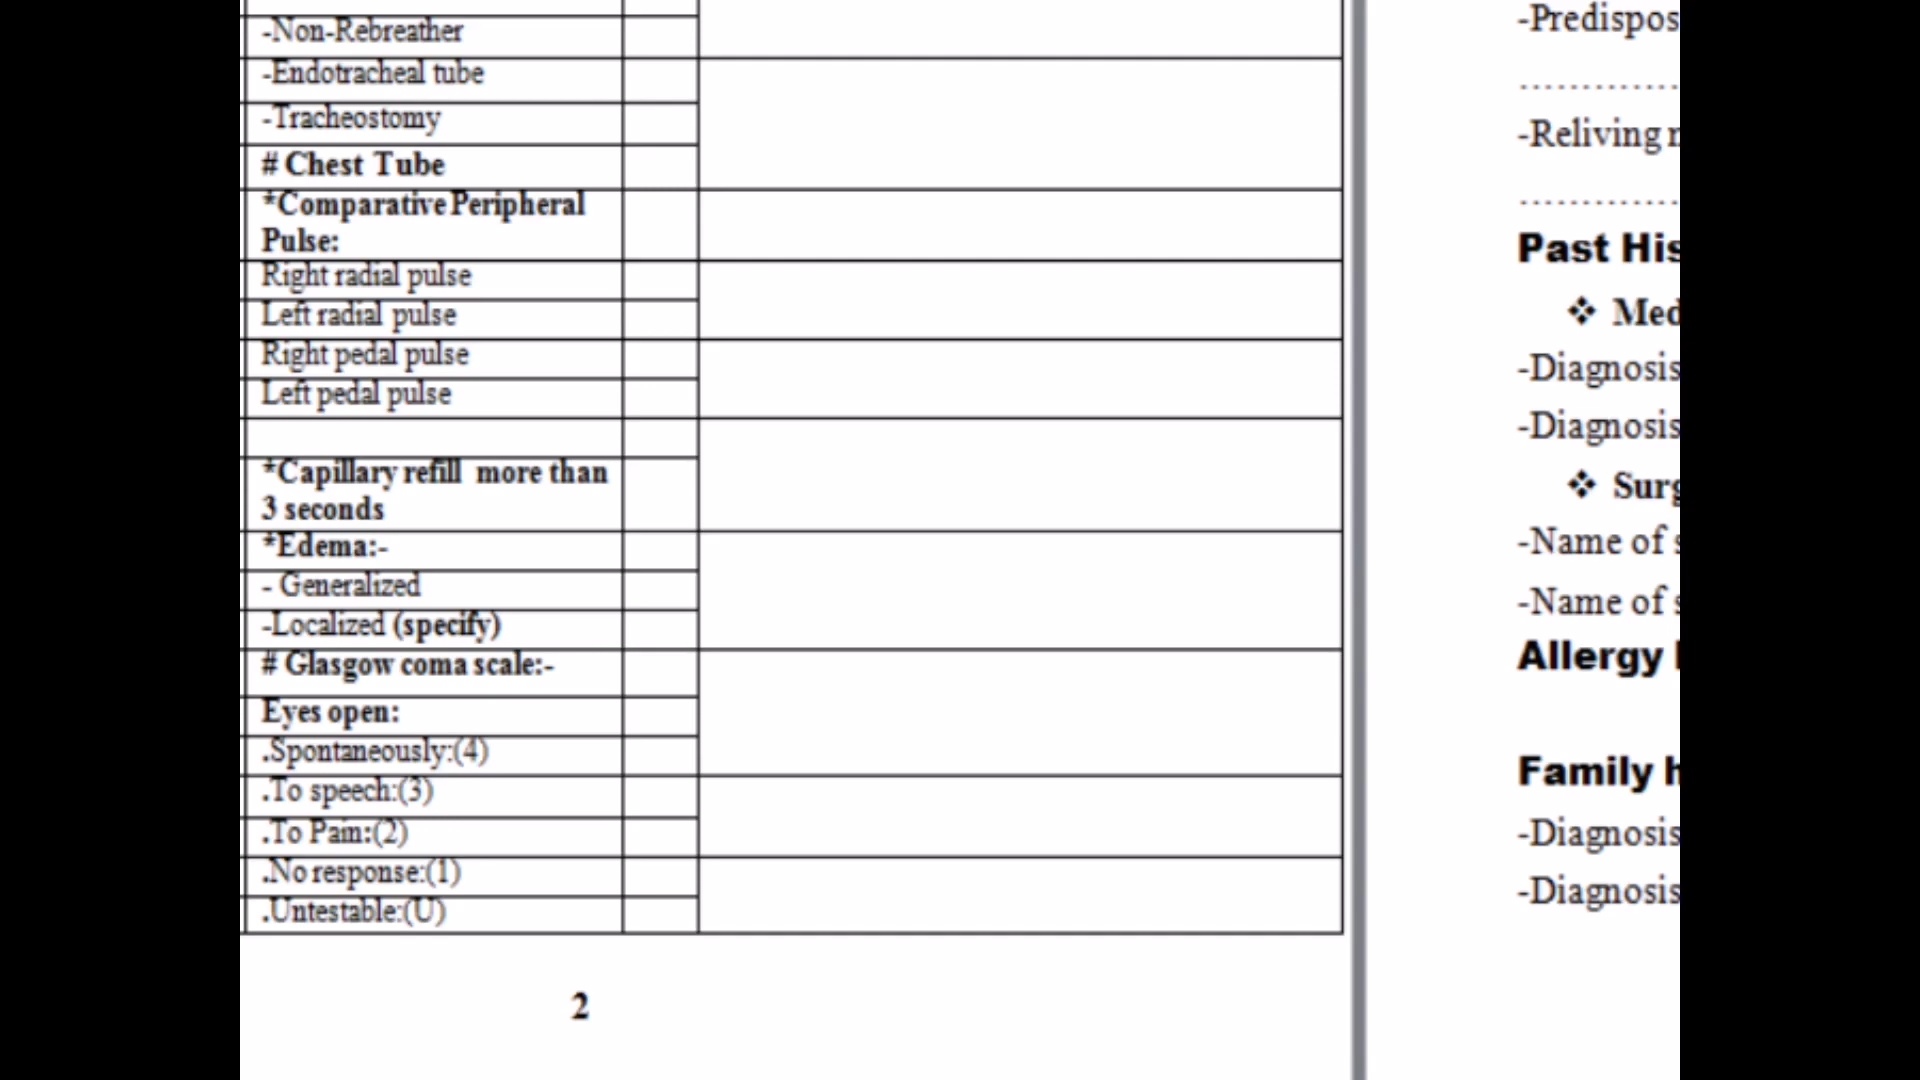 -Non-Rebreather
-Endotracheal tube
-Tracheostomy
# Chest Tube
*Comparative Peripheral
Pulse:
Right radial pulse
Left radial pulse
Right pedal pulse
Left pedal pulse
*Capillary refill more than
3 seconds
*Edema:-
- Generalized
-Localized (specify)
# Glasgow coma scale:-
Eyes open:
.Spontaneously:(4)
.To speech:(3)
.To Pain:(2)
.No response:(1)
.Untestable:(U)
2
-Predispos
..............
-Reliving
..............
Past His
❖ Med
-Diagnosis
-Diagnosis
❖ Surg
-Name of s
-Name of s
Allergy
Family h
-Diagnosis
-Diagnosis